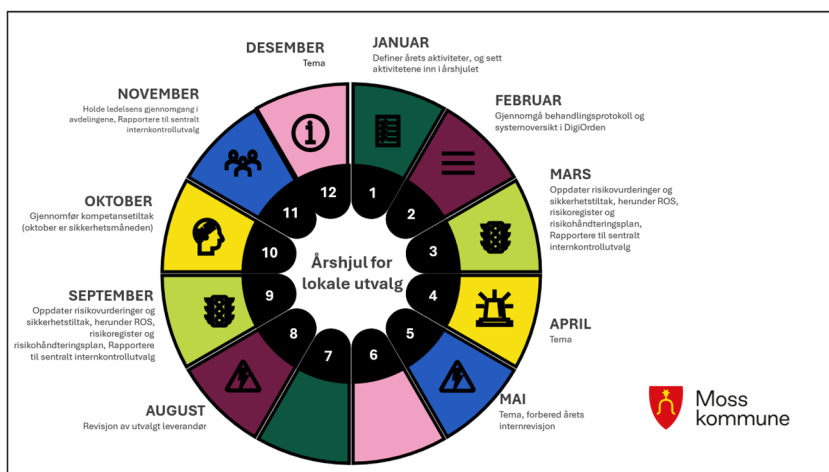 JANUAR
Definer årets aktiviteter, og sett
aktivitetene inn i årshjulet
FEBRUAR
Gjennomgå behandlingsprotokoll og
systemoversikt i DigiOrden
MARS
Oppdater risikovurderinger og
sikkerhetstiltak, herunder ROS,
risikoregister og
risikohåndteringsplan,
Rapportere til sentralt
internkontrollutvalg
APRIL
Tema
MAI
Tema, forbered årets
internrevisjon
AUGUST
Revisjon av utvalgt leverandør
SEPTEMBER
Oppdater risikovurderinger og
sikkerhetstiltak, herunder ROS,
risikoregister og
risikohåndteringsplan, Rapportere
til sentralt internkontrollutvalg
OKTOBER
Gjennomfør kompetansetiltak
(oktober er sikkerhetsmåneden)
NOVEMBER
Holde ledelsens gjennomgang i
avdelingene, Rapportere til sentralt
internkontrollutvalg
DESEMBER
Tema
1
2
3
4
5
6
7
8
9
10
11
12
Årshjul for
lokale utvalg
Moss
kommune